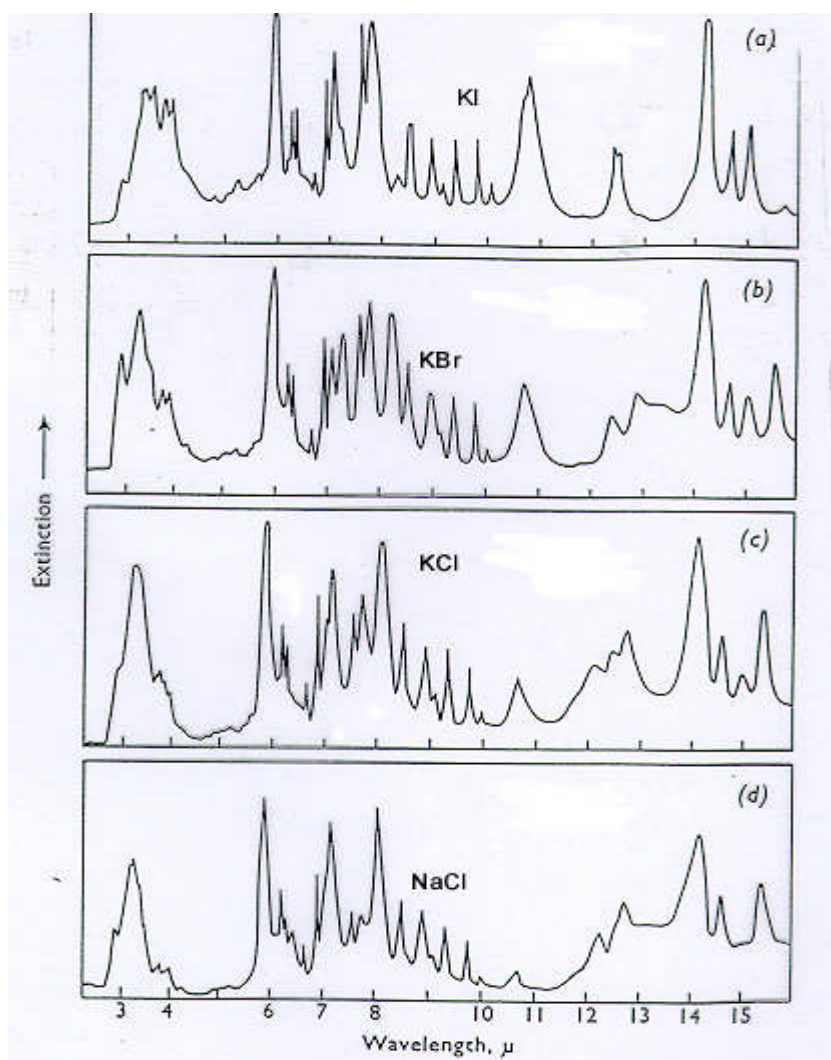 (a)
KI
(b)
KBr
Extinction
(c)
KCl
(d)
NaCl
3 4 6 7 8 10 11 12 13 14 15
Wavelength, μ